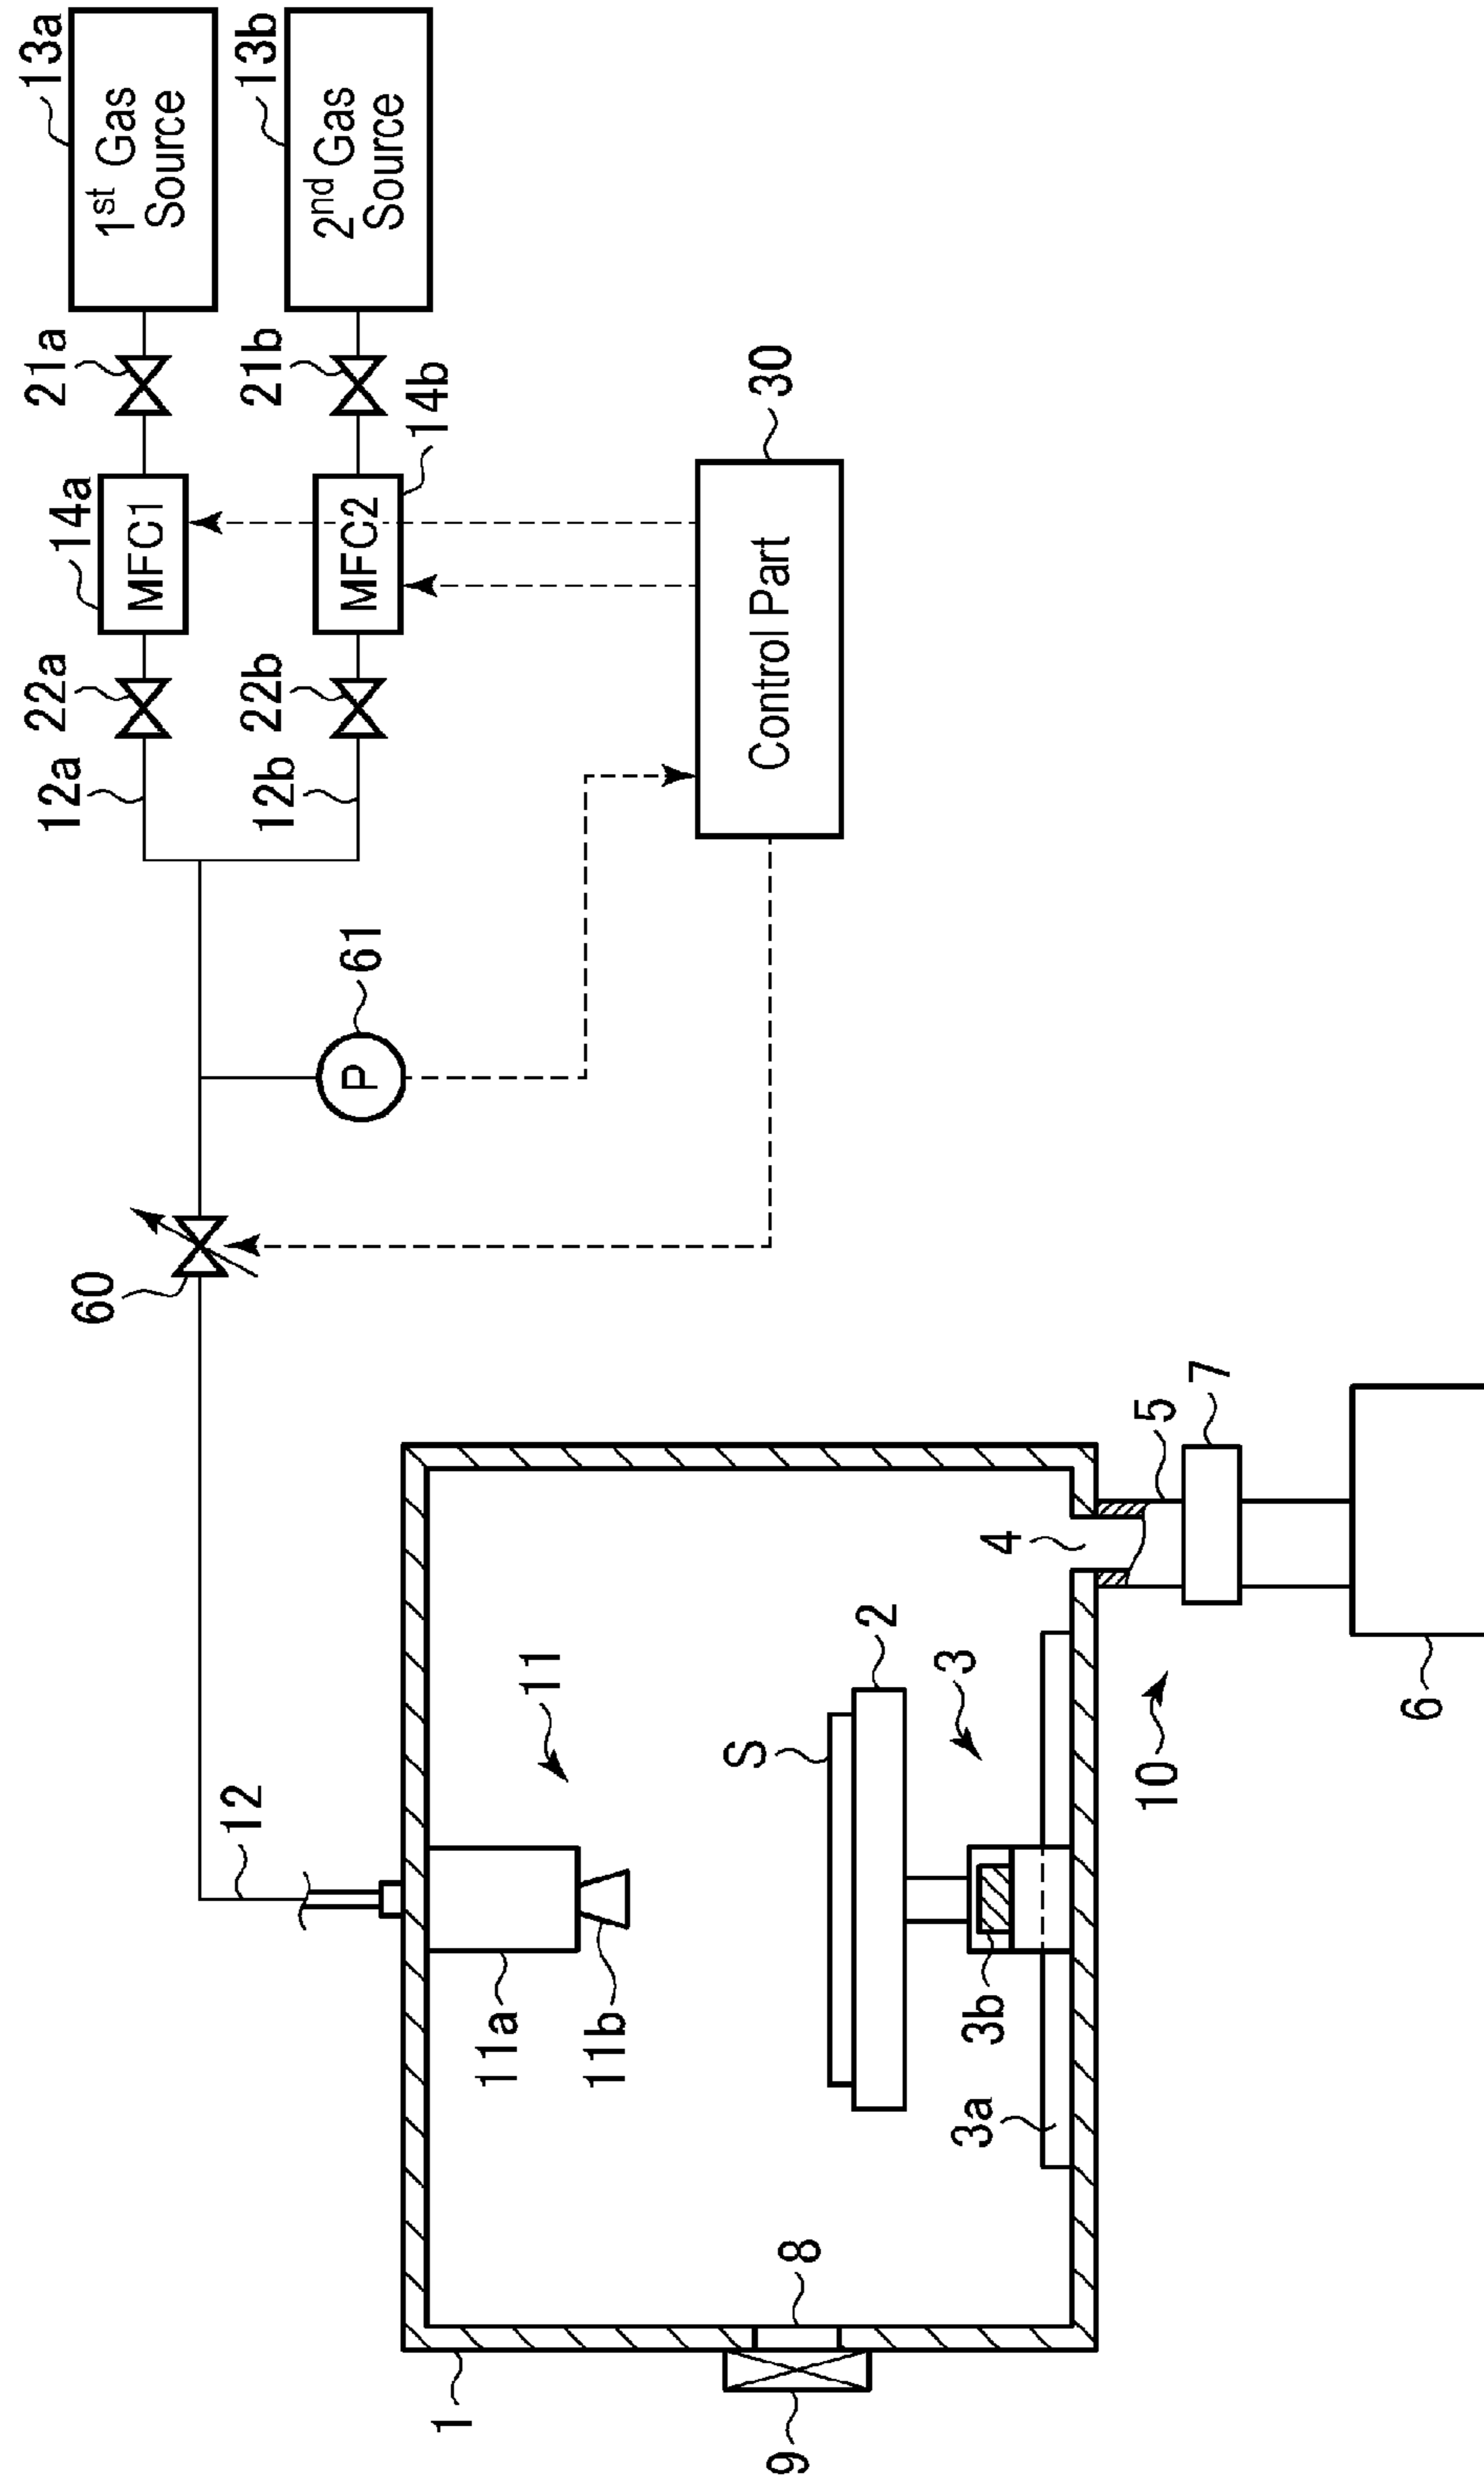 12a
22a
21a
13a
14a
60
1st Gas
Source
MFC1
12
12b
22b
21b
13b
2nd Gas
Source
MFC2
61
14b
P
1
11a
11
11b
S
Control Part
30
9
8
2
3
3a
3b
4
10
5
7
6